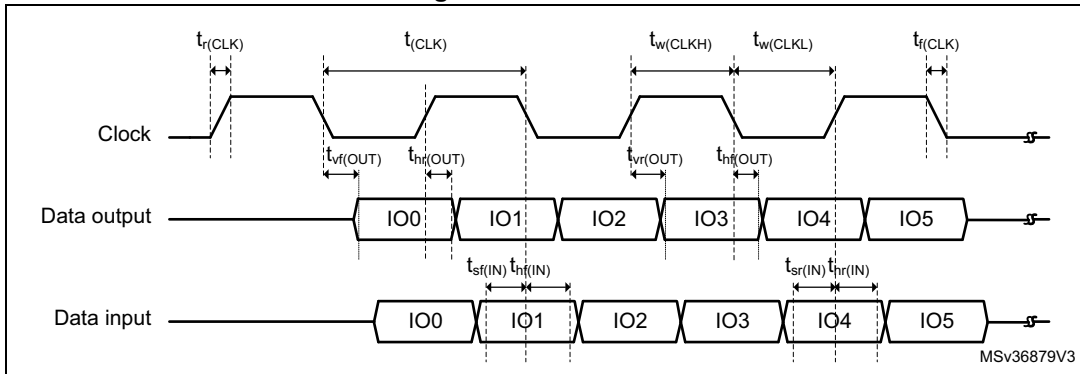 tr(CLK) t(CLK) tw(CLKH) tw(CLKL) tf(CLK)
Clock
tvf(OUT) thr(OUT) tvr(OUT) thf(OUT)
Data output IO0 IO1 IO2 IO3 IO4 IO5
tsf(IN) thf(IN) tsr(IN) thr(IN)
Data input IO0 IO1 IO2 IO3 IO4 IO5
MSv36879V3